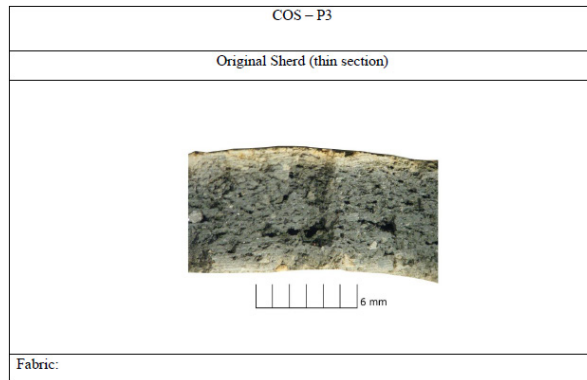 COS – P3
Original Sherd (thin section)
6 mm
Fabric: